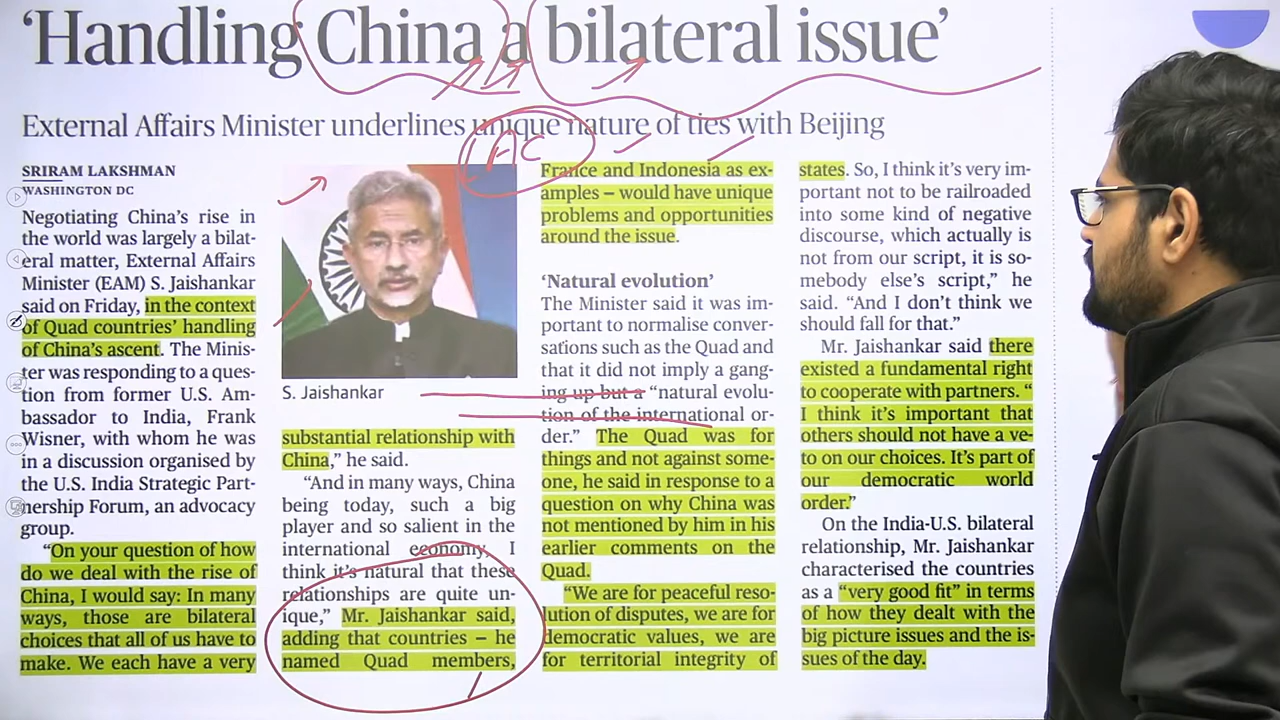 ‘Handling China a bilateral issue’
External Affairs Minister underlines unique nature of ties with Beijing
SRIRAM LAKSHMAN
WASHINGTON DC
Negotiating China’s rise in
the world was largely a bilat-
eral matter, External Affairs
Minister (EAM) S. Jaishankar
said on Friday, in the context
of Quad countries’ handling
of China’s ascent. The Minis-
ter was responding to a ques-
tion from former U.S. Am-
bassador to India, Frank
Wisner, with whom he was
in a discussion organised by
the U.S. India Strategic Part-
nership Forum, an advocacy
group.
“On your question of how
do we deal with the rise of
China, I would say: In many
ways, those are bilateral
choices that all of us have to
make. We each have a very
S. Jaishankar
substantial relationship with
China,” he said.
“And in many ways, China
being today, such a big
player and so salient in the
international economy, I
think it’s natural that these
relationships are quite un-
ique,” Mr. Jaishankar said,
adding that countries – he
named Quad members,
AC
France and Indonesia as ex-
amples – would have unique
problems and opportunities
around the issue.
‘Natural evolution’
The Minister said it was im-
portant to normalise conver-
sations such as the Quad and
that it did not imply a gang-
ing up but a “natural evolu-
tion of the international or-
der.” The Quad was for
things and not against some-
one, he said in response to a
question on why China was
not mentioned by him in his
earlier comments on the
Quad.
“We are for peaceful reso-
lution of disputes, we are for
democratic values, we are
for territorial integrity of
states. So, I think it’s very im-
portant not to be railroaded
into some kind of negative
discourse, which actually is
not from our script, it is so-
mebody else’s script,” he
said. “And I don’t think we
should fall for that.”
Mr. Jaishankar said there
existed a fundamental right
to cooperate with partners. “
I think it’s important that
others should not have a ve-
to on our choices. It’s part of
our democratic world
order.”
On the India-U.S. bilateral
relationship, Mr. Jaishankar
characterised the countries
as a “very good fit” in terms
of how they dealt with the
big picture issues and the is-
sues of the day.